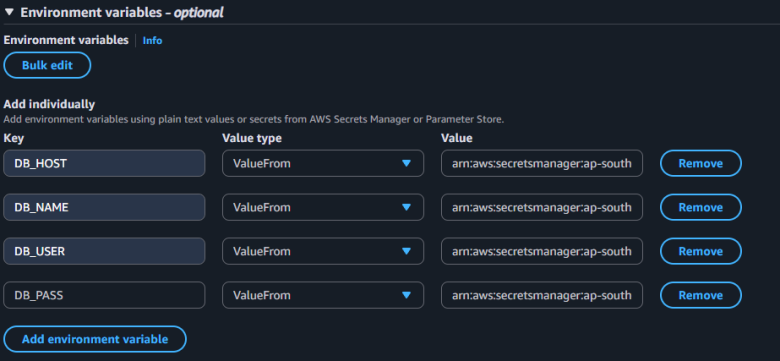 Environment variables - optional
Environment variables | Info
Bulk edit
Add individually
Add environment variables using plain text values or secrets from AWS Secrets Manager or Parameter Store.
Key Value type Value
DB_HOST ValueFrom arn:aws:secretsmanager:ap-south Remove
DB_NAME ValueFrom arn:aws:secretsmanager:ap-south Remove
DB_USER ValueFrom arn:aws:secretsmanager:ap-south Remove
DB_PASS ValueFrom arn:aws:secretsmanager:ap-south Remove
Add environment variable